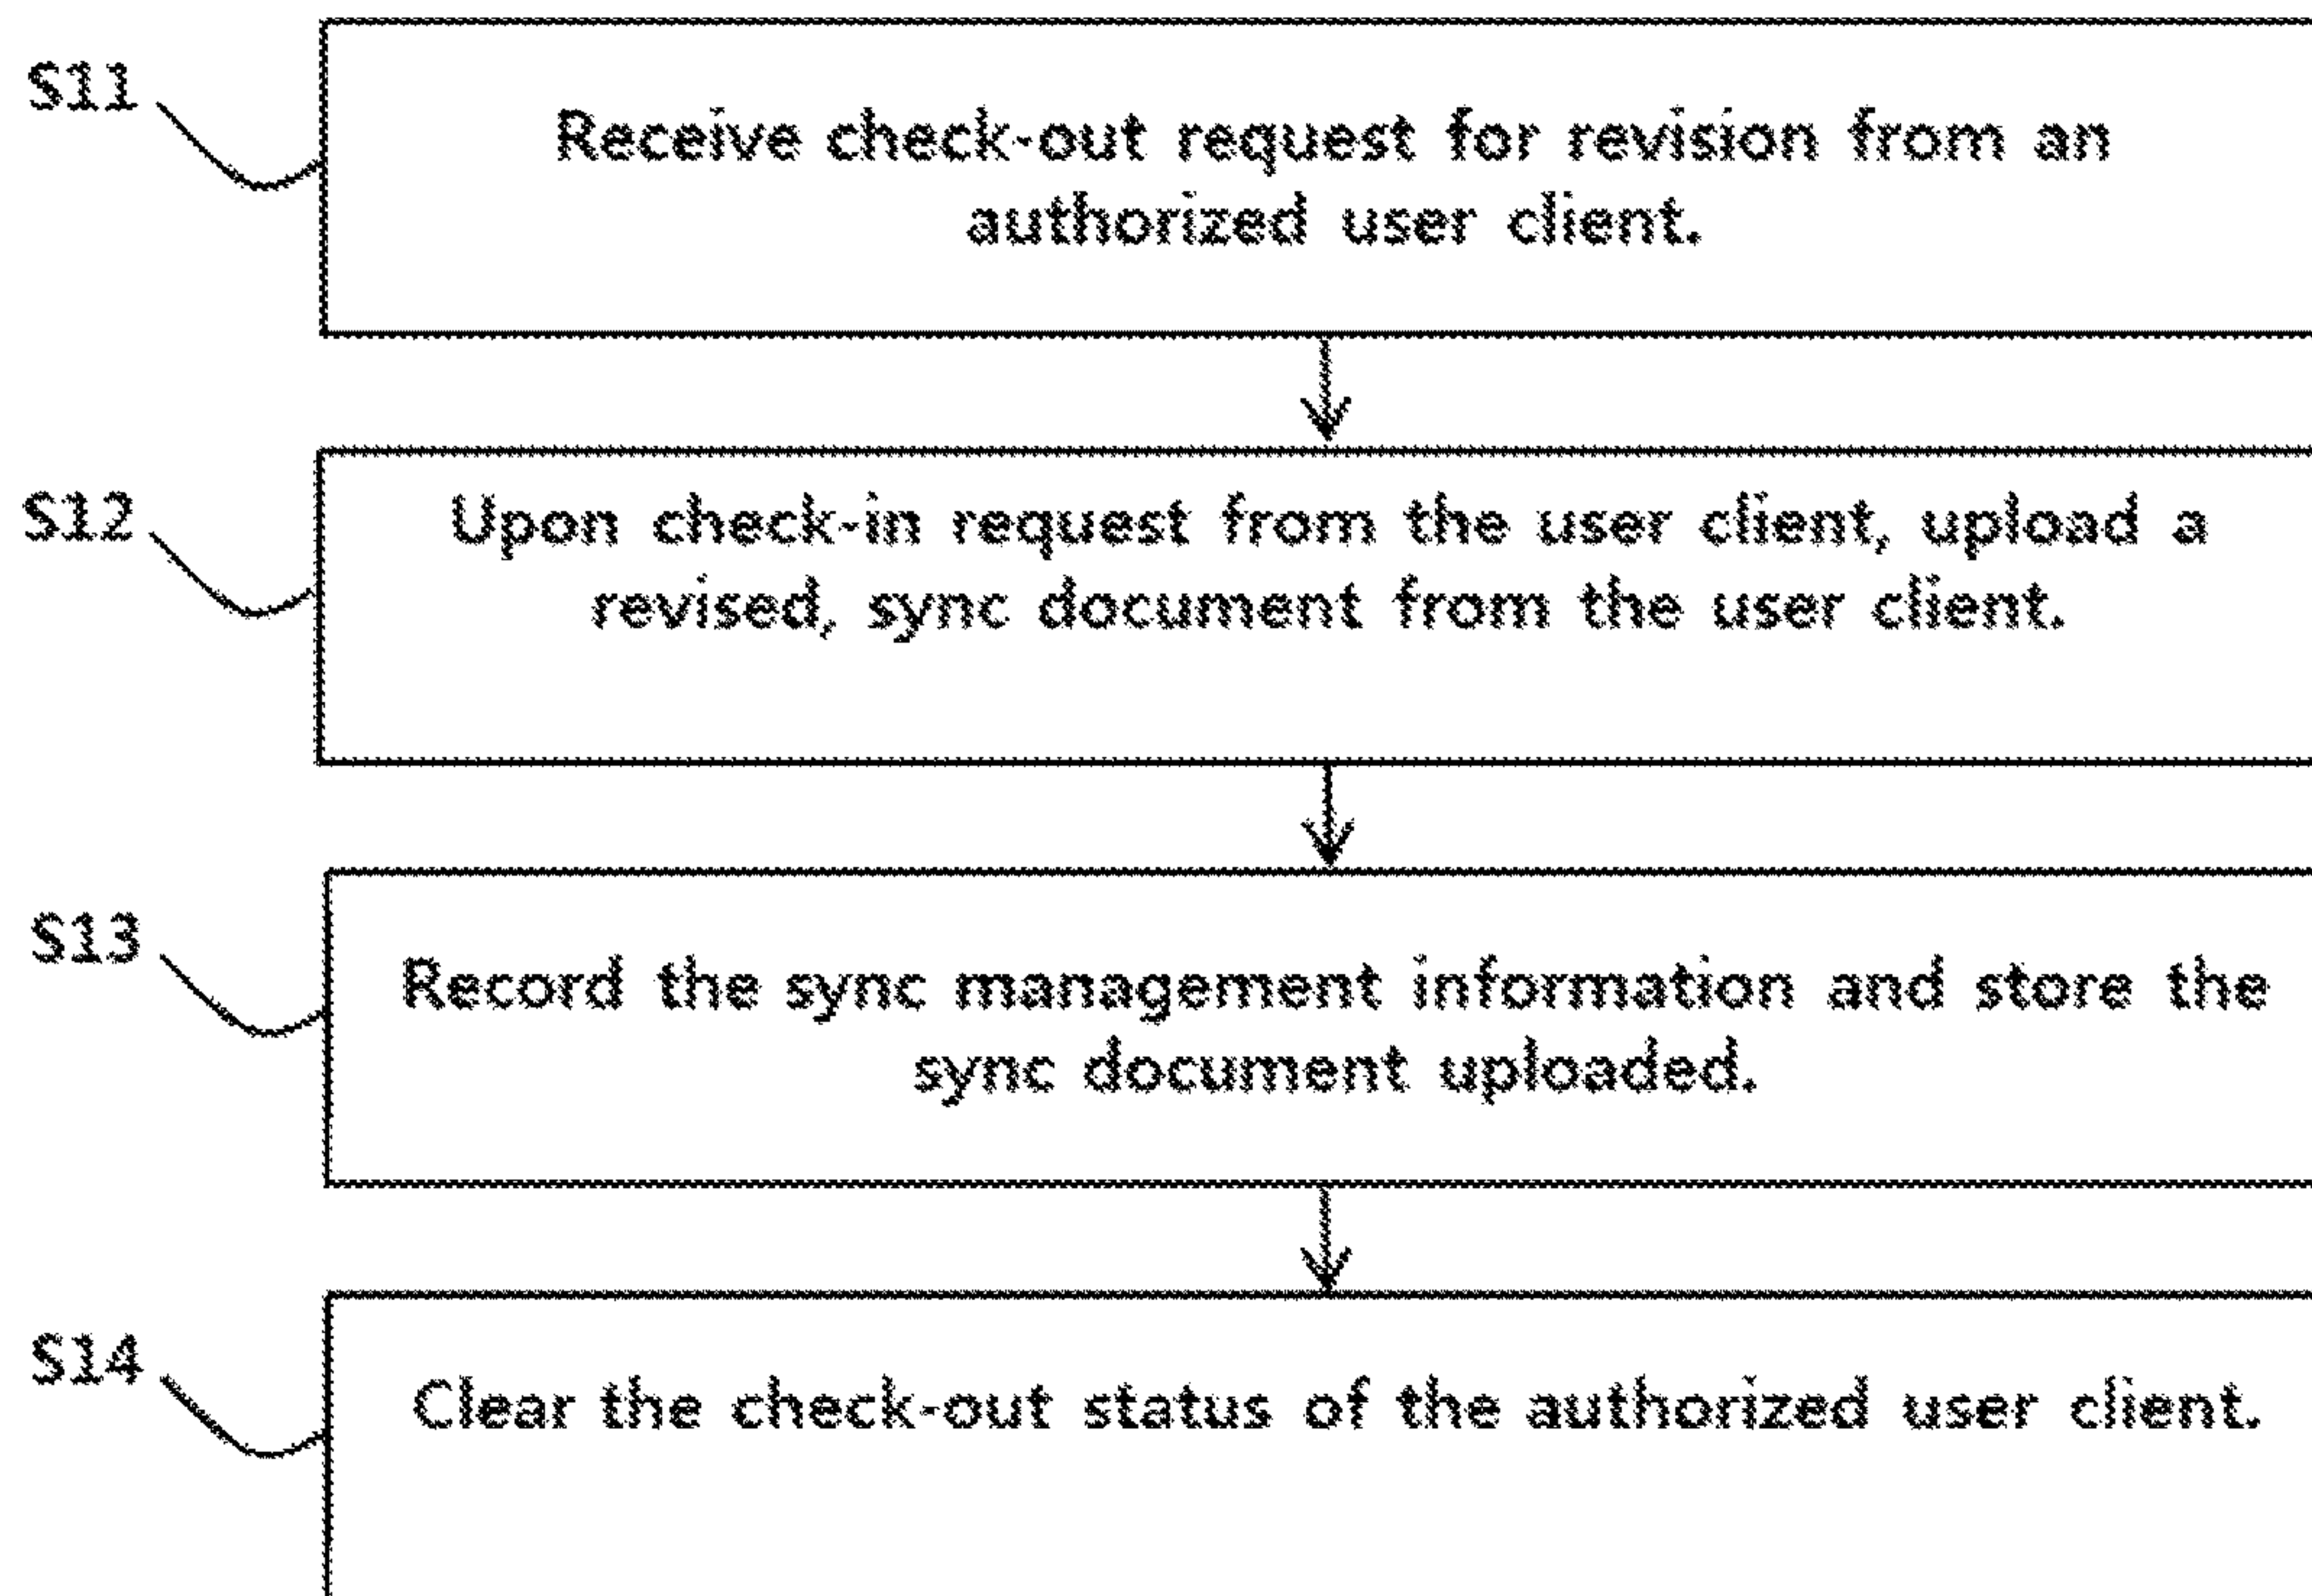 S11
Receive check-out request for revision from an
authorized user client.
S12
Upon check-in request from the user client, upload a
revised, sync document from the user client.
S13
Record the sync management information and store the
sync document uploaded.
S14
Clear the check-out status of the authorized user client.